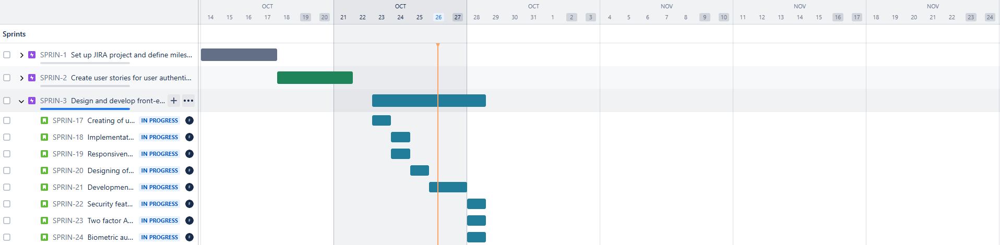 OCT OCT OCT NOV NOV NOV
14 15 16 17 18 19 20 21 22 23 24 25 26 27 28 29 30 31 1 2 3 4 5 6 7 8 9 10 11 12 13 14 15 16 17 18 19 20 21 22 23 24
Sprints
SPRIN-1 Set up JIRA project and define miles...
SPRIN-2 Create user stories for user authenti...
SPRIN-3 Design and develop front-e...
SPRIN-17 Creating of u... IN PROGRESS F
SPRIN-18 Implementat... IN PROGRESS F
SPRIN-19 Responsiven... IN PROGRESS F
SPRIN-20 Designing of... IN PROGRESS F
SPRIN-21 Developmen... IN PROGRESS F
SPRIN-22 Security feat... IN PROGRESS F
SPRIN-23 Two factor A... IN PROGRESS F
SPRIN-24 Biometric au... IN PROGRESS F